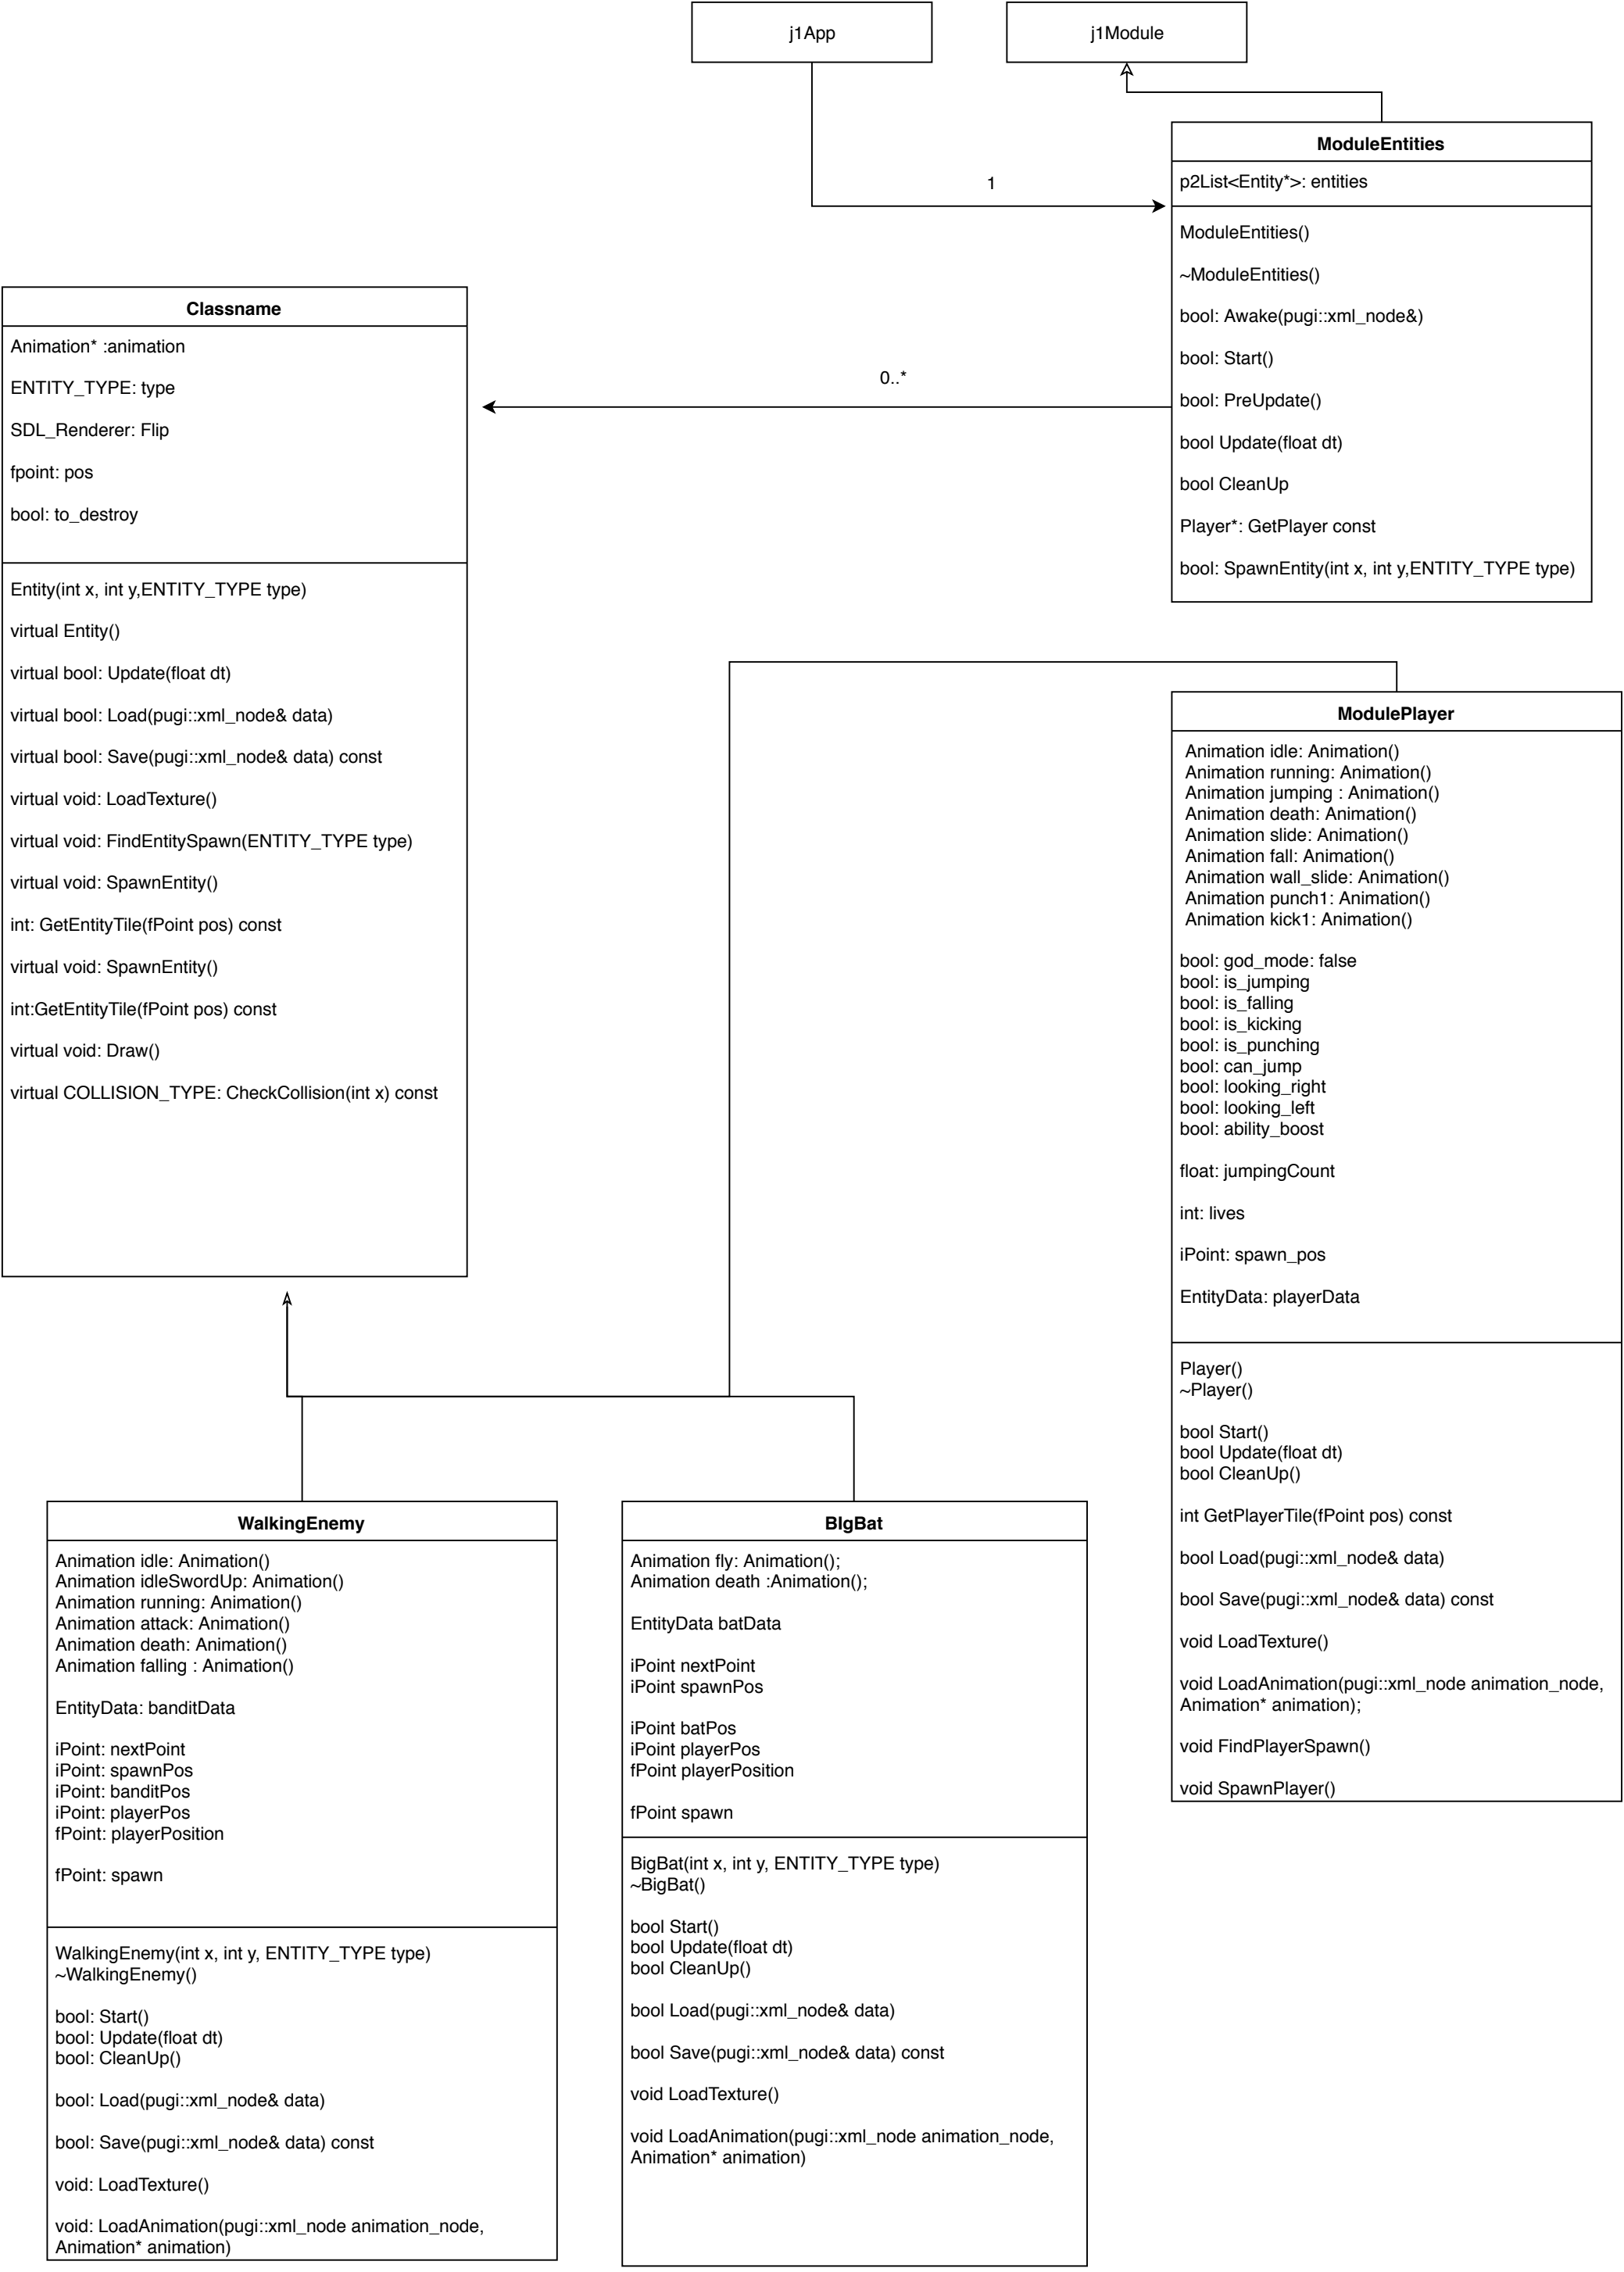 j1App
j1Module
ModuleEntities
p2List<Entity*>: entities
ModuleEntities()
~ModuleEntities()
bool: Awake(pugi::xml_node&)
bool: Start()
bool: PreUpdate()
bool Update(float dt)
bool CleanUp
Player*: GetPlayer const
bool: SpawnEntity(int x, int y,ENTITY_TYPE type)
1
0..*
Classname
Animation* :animation
ENTITY_TYPE: type
SDL_Renderer: Flip
fpoint: pos
bool: to_destroy
Entity(int x, int y,ENTITY_TYPE type)
virtual Entity()
virtual bool: Update(float dt)
virtual bool: Load(pugi::xml_node& data)
virtual bool: Save(pugi::xml_node& data) const
virtual void: LoadTexture()
virtual void: FindEntitySpawn(ENTITY_TYPE type)
virtual void: SpawnEntity()
int: GetEntityTile(fPoint pos) const
virtual void: SpawnEntity()
int:GetEntityTile(fPoint pos) const
virtual void: Draw()
virtual COLLISION_TYPE: CheckCollision(int x) const
ModulePlayer
Animation idle: Animation()
Animation running: Animation()
Animation jumping : Animation()
Animation death: Animation()
Animation slide: Animation()
Animation fall: Animation()
Animation wall_slide: Animation()
Animation punch1: Animation()
Animation kick1: Animation()
bool: god_mode: false
bool: is_jumping
bool: is_falling
bool: is_kicking
bool: is_punching
bool: can_jump
bool: looking_right
bool: looking_left
bool: ability_boost
float: jumpingCount
int: lives
iPoint: spawn_pos
EntityData: playerData
Player()
~Player()
bool Start()
bool Update(float dt)
bool CleanUp()
int GetPlayerTile(fPoint pos) const
bool Load(pugi::xml_node& data)
bool Save(pugi::xml_node& data) const
void LoadTexture()
void LoadAnimation(pugi::xml_node animation_node,
Animation* animation);
void FindPlayerSpawn()
void SpawnPlayer()
WalkingEnemy
Animation idle: Animation()
Animation idleSwordUp: Animation()
Animation running: Animation()
Animation attack: Animation()
Animation death: Animation()
Animation falling : Animation()
EntityData: banditData
iPoint: nextPoint
iPoint: spawnPos
iPoint: banditPos
iPoint: playerPos
fPoint: playerPosition
fPoint: spawn
WalkingEnemy(int x, int y, ENTITY_TYPE type)
~WalkingEnemy()
bool: Start()
bool: Update(float dt)
bool: CleanUp()
bool: Load(pugi::xml_node& data)
bool: Save(pugi::xml_node& data) const
void: LoadTexture()
void: LoadAnimation(pugi::xml_node animation_node,
Animation* animation)
BIgBat
Animation fly: Animation();
Animation death :Animation();
EntityData batData
iPoint nextPoint
iPoint spawnPos
iPoint batPos
iPoint playerPos
fPoint playerPosition
fPoint spawn
BigBat(int x, int y, ENTITY_TYPE type)
~BigBat()
bool Start()
bool Update(float dt)
bool CleanUp()
bool Load(pugi::xml_node& data)
bool Save(pugi::xml_node& data) const
void LoadTexture()
void LoadAnimation(pugi::xml_node animation_node,
Animation* animation)